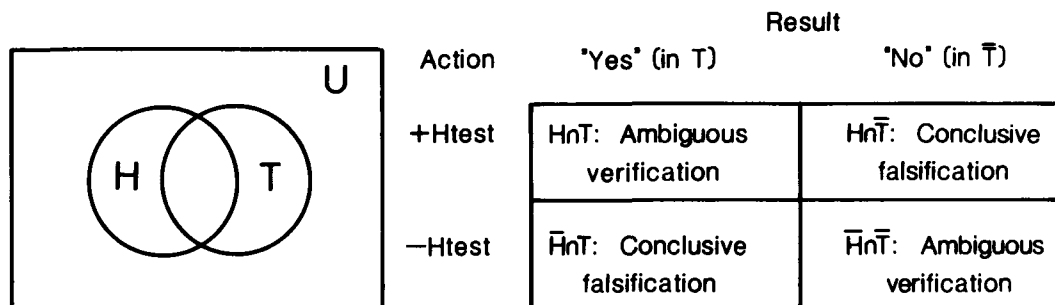 U
H T
Result
Action "Yes" (in T) "No" (in T̅)
+Htest H∩T: Ambiguous verification H∩T̅: Conclusive falsification
−Htest H̅∩T: Conclusive falsification H̅∩T̅: Ambiguous verification